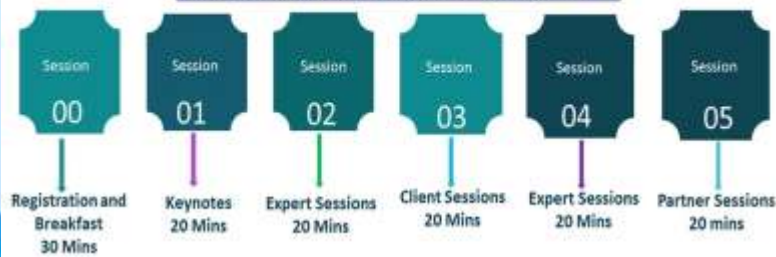 Session
00
Session
01
Session
02
Session
03
Session
04
Session
05
Registration and
Breakfast
30 Mins
Keynotes
20 Mins
Expert Sessions
20 Mins
Client Sessions
20 Mins
Expert Sessions
20 Mins
Partner Sessions
20 mins